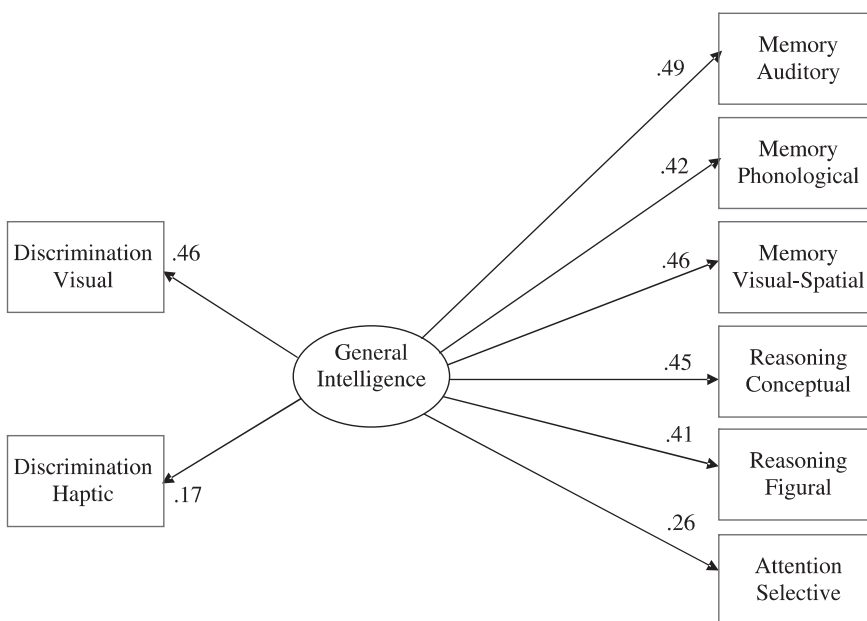 Memory
Auditory
.49
Memory
Phonological
.42
Discrimination
Visual
.46
Memory
Visual-Spatial
.46
General
Intelligence
Reasoning
Conceptual
.45
Reasoning
Figural
.41
Discrimination
Haptic
.17
.26
Attention
Selective